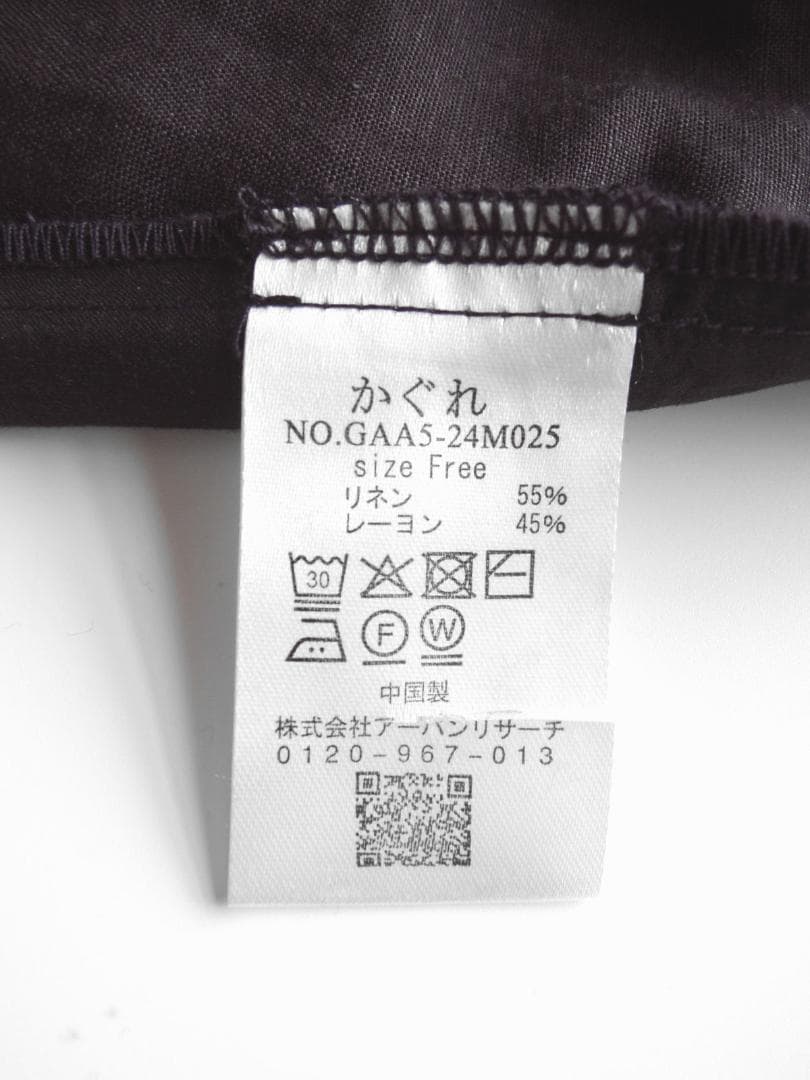 かぐれ
NO.GAA5-24M025
size Free
リネン 55%
レーヨン 45%
30
F W
中国製
株式会社アーバンリサーチ
0120-967-013